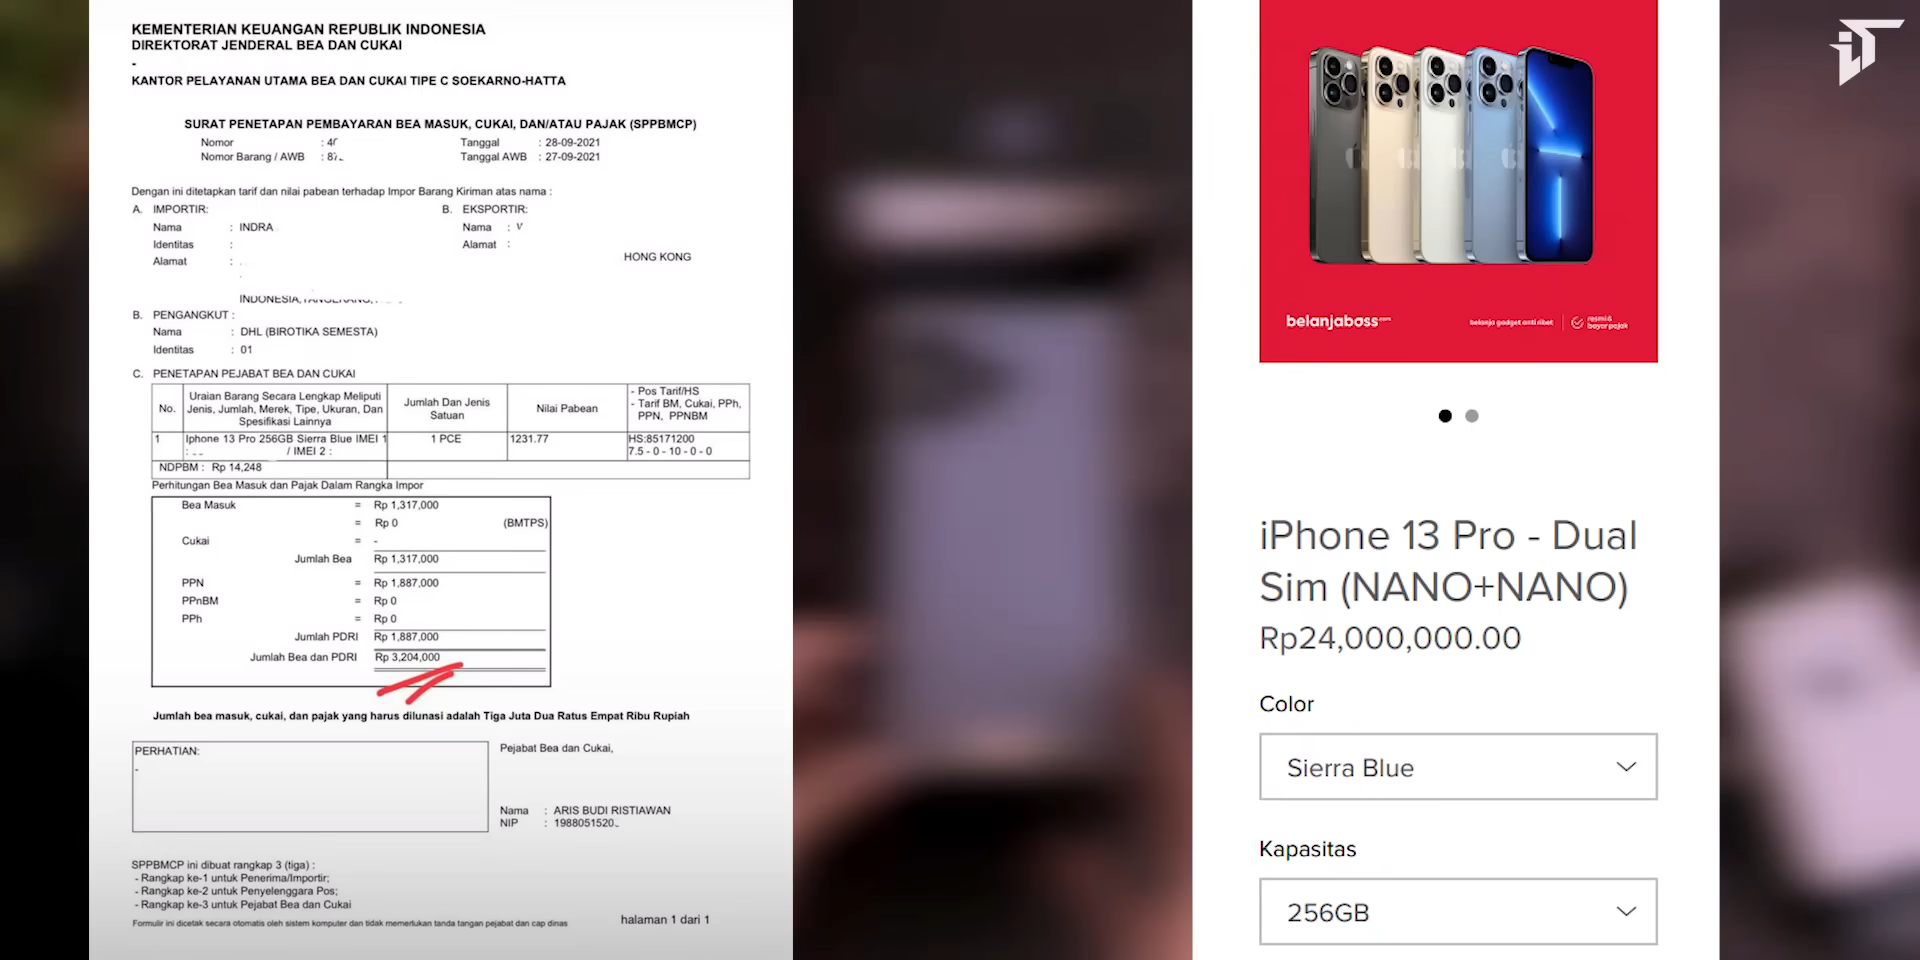 KEMENTERIAN KEUANGAN REPUBLIK INDONESIA
DIREKTORAT JENDERAL BEA DAN CUKAI
-
KANTOR PELAYANAN UTAMA BEA DAN CUKAI TIPE C SOEKARNO-HATTA
SURAT PENETAPAN PEMBAYARAN BEA MASUK, CUKAI, DAN/ATAU PAJAK (SPPBMCP)
Nomor : Tanggal : 28-09-2021
Nomor Barang / AWB : Tanggal AWB : 27-09-2021
Dengan ini ditetapkan tarif dan nilai pabean terhadap Impor Barang Kiriman atas nama :
A. IMPORTIR: B. EKSPORTIR:
Nama : INDRA Nama : V
Identitas : Alamat :
Alamat : HONG KONG
INDONESIA, TANGERANG,
B. PENGANGKUT :
Nama : DHL (BIROTIKA SEMESTA)
Identitas : 01
C. PENETAPAN PEJABAT BEA DAN CUKAI
No. Uraian Barang Secara Lengkap Meliputi Jenis, Jumlah, Merek, Tipe, Ukuran, Dan Spesifikasi Lainnya Jumlah Dan Jenis Satuan Nilai Pabean - Pos Tarif/HS - Tarif BM, Cukai, PPh, PPN, PPNBM
1 Iphone 13 Pro 256GB Sierra Blue IMEI 1 1 PCE 1231.77 HS:85171200
: / IMEI 2 : 7.5 - 0 - 10 - 0 - 0
NDPBM : Rp 14,248
Perhitungan Bea Masuk dan Pajak Dalam Rangka Impor
Bea Masuk = Rp 1,317,000
= Rp 0 (BMTPS)
Cukai = -
Jumlah Bea Rp 1,317,000
PPN = Rp 1,887,000
PPnBM = Rp 0
PPh = Rp 0
Jumlah PDRI Rp 1,887,000
Jumlah Bea dan PDRI Rp 3,204,000
Jumlah bea masuk, cukai, dan pajak yang harus dilunasi adalah Tiga Juta Dua Ratus Empat Ribu Rupiah
PERHATIAN:
-
Pejabat Bea dan Cukai,
Nama : ARIS BUDI RISTIAWAN
NIP : 1988051520
SPPBMCP ini dibuat rangkap 3 (tiga) :
- Rangkap ke-1 untuk Penerima/Importir;
- Rangkap ke-2 untuk Penyelenggara Pos;
- Rangkap ke-3 untuk Pejabat Bea dan Cukai
Formulir ini dicetak secara otomatis oleh sistem komputer dan tidak memerlukan tanda tangan pejabat dan cap dinas
halaman 1 dari 1
belanjaboss.com
belanja gadget anti ribet
resmi &
bayar pajak
iPhone 13 Pro - Dual
Sim (NANO+NANO)
Rp24,000,000.00
Color
Sierra Blue
Kapasitas
256GB